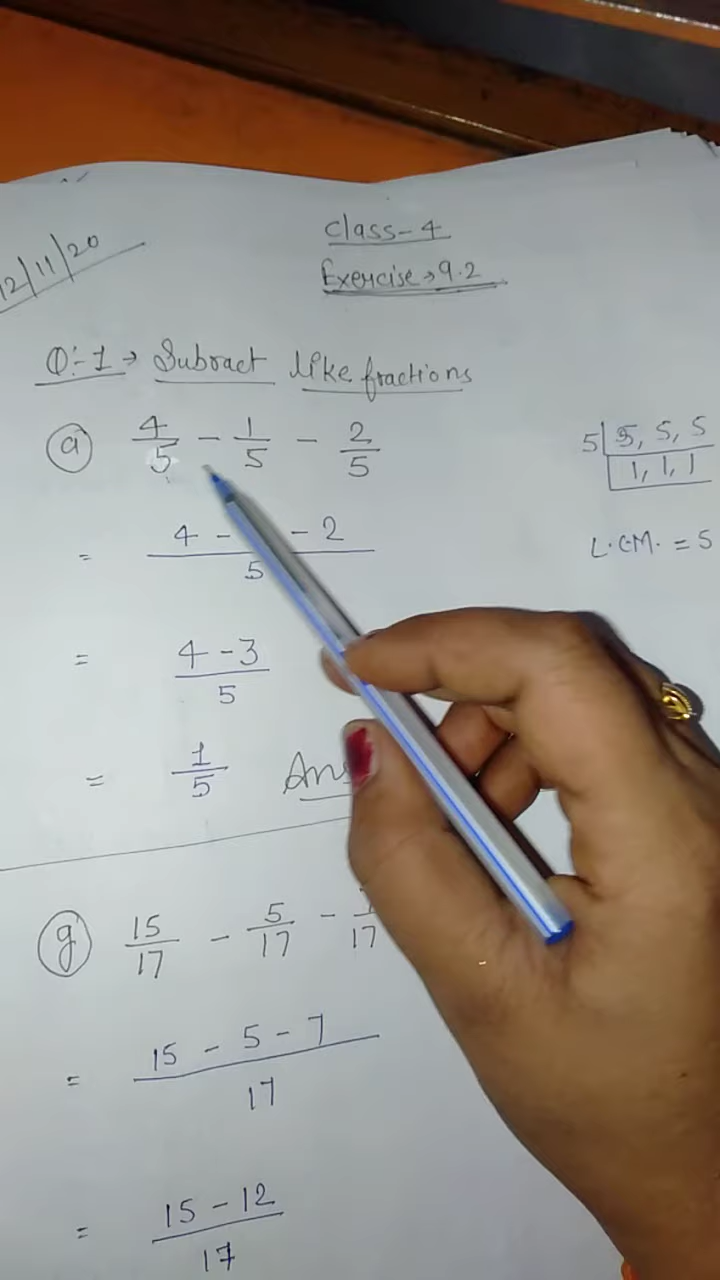 12/11/20
Class-4
Exercise → 9.2
Q:-1 → Subract like fractions
(a) 4/5 - 1/5 - 2/5
5 | 5, 5, 5
1, 1, 1
= 4 - - 2 / 5
L.CM. = 5
= 4 - 3 / 5
= 1/5 Ans
(g) 15/17 - 5/17 - /17
= 15 - 5 - 7 / 17
= 15 - 12 / 17